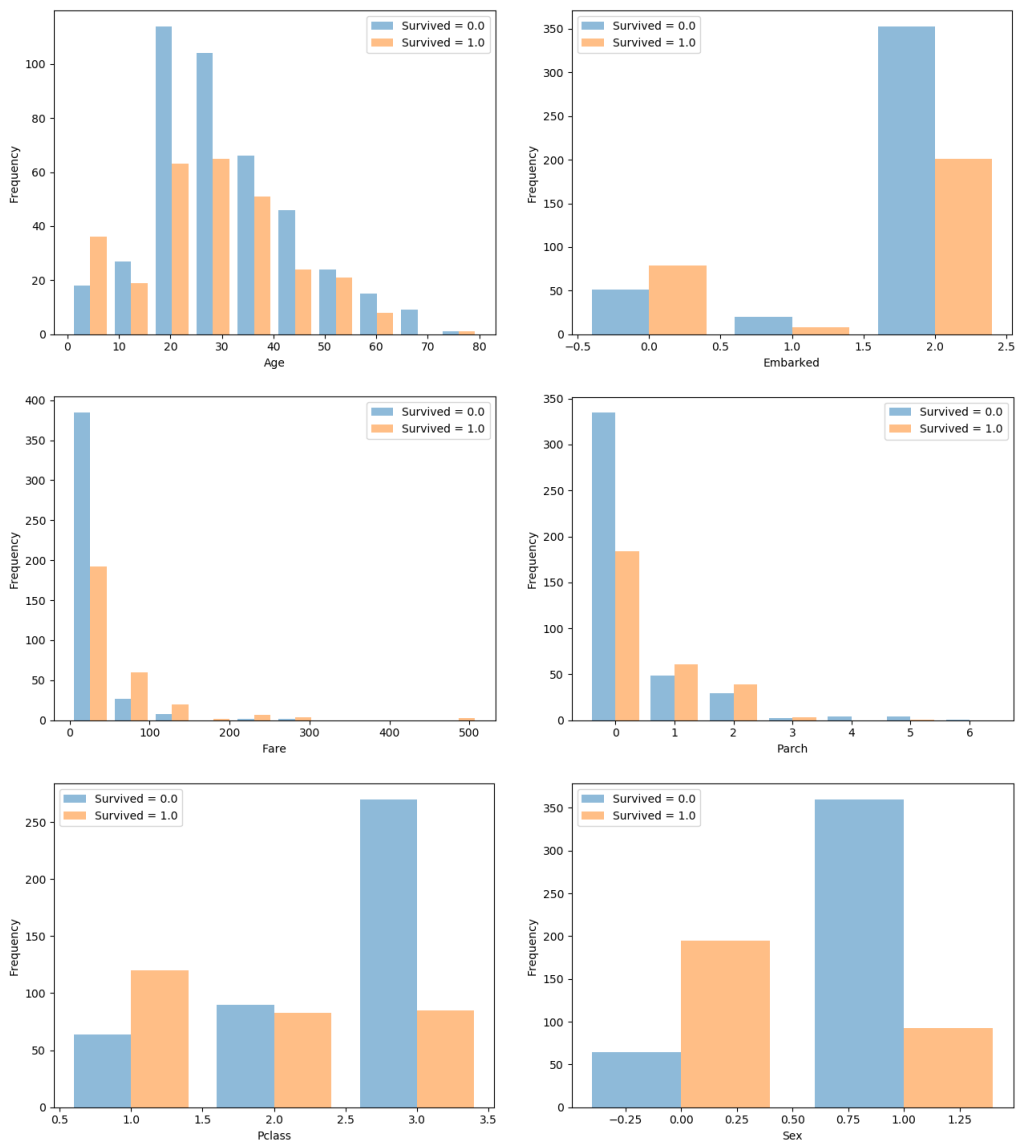 Survived = 0.0
Survived = 1.0
100
80
60
40
20
0
Frequency
0 10 20 30 40 50 60 70 80
Age
Survived = 0.0
Survived = 1.0
350
300
250
200
150
100
50
0
Frequency
−0.5 0.0 0.5 1.0 1.5 2.0 2.5
Embarked
Survived = 0.0
Survived = 1.0
400
350
300
250
200
150
100
50
0
Frequency
0 100 200 300 400 500
Fare
Survived = 0.0
Survived = 1.0
350
300
250
200
150
100
50
0
Frequency
0 1 2 3 4 5 6
Parch
Survived = 0.0
Survived = 1.0
250
200
150
100
50
0
Frequency
0.5 1.0 1.5 2.0 2.5 3.0 3.5
Pclass
Survived = 0.0
Survived = 1.0
350
300
250
200
150
100
50
0
Frequency
−0.25 0.00 0.25 0.50 0.75 1.00 1.25
Sex